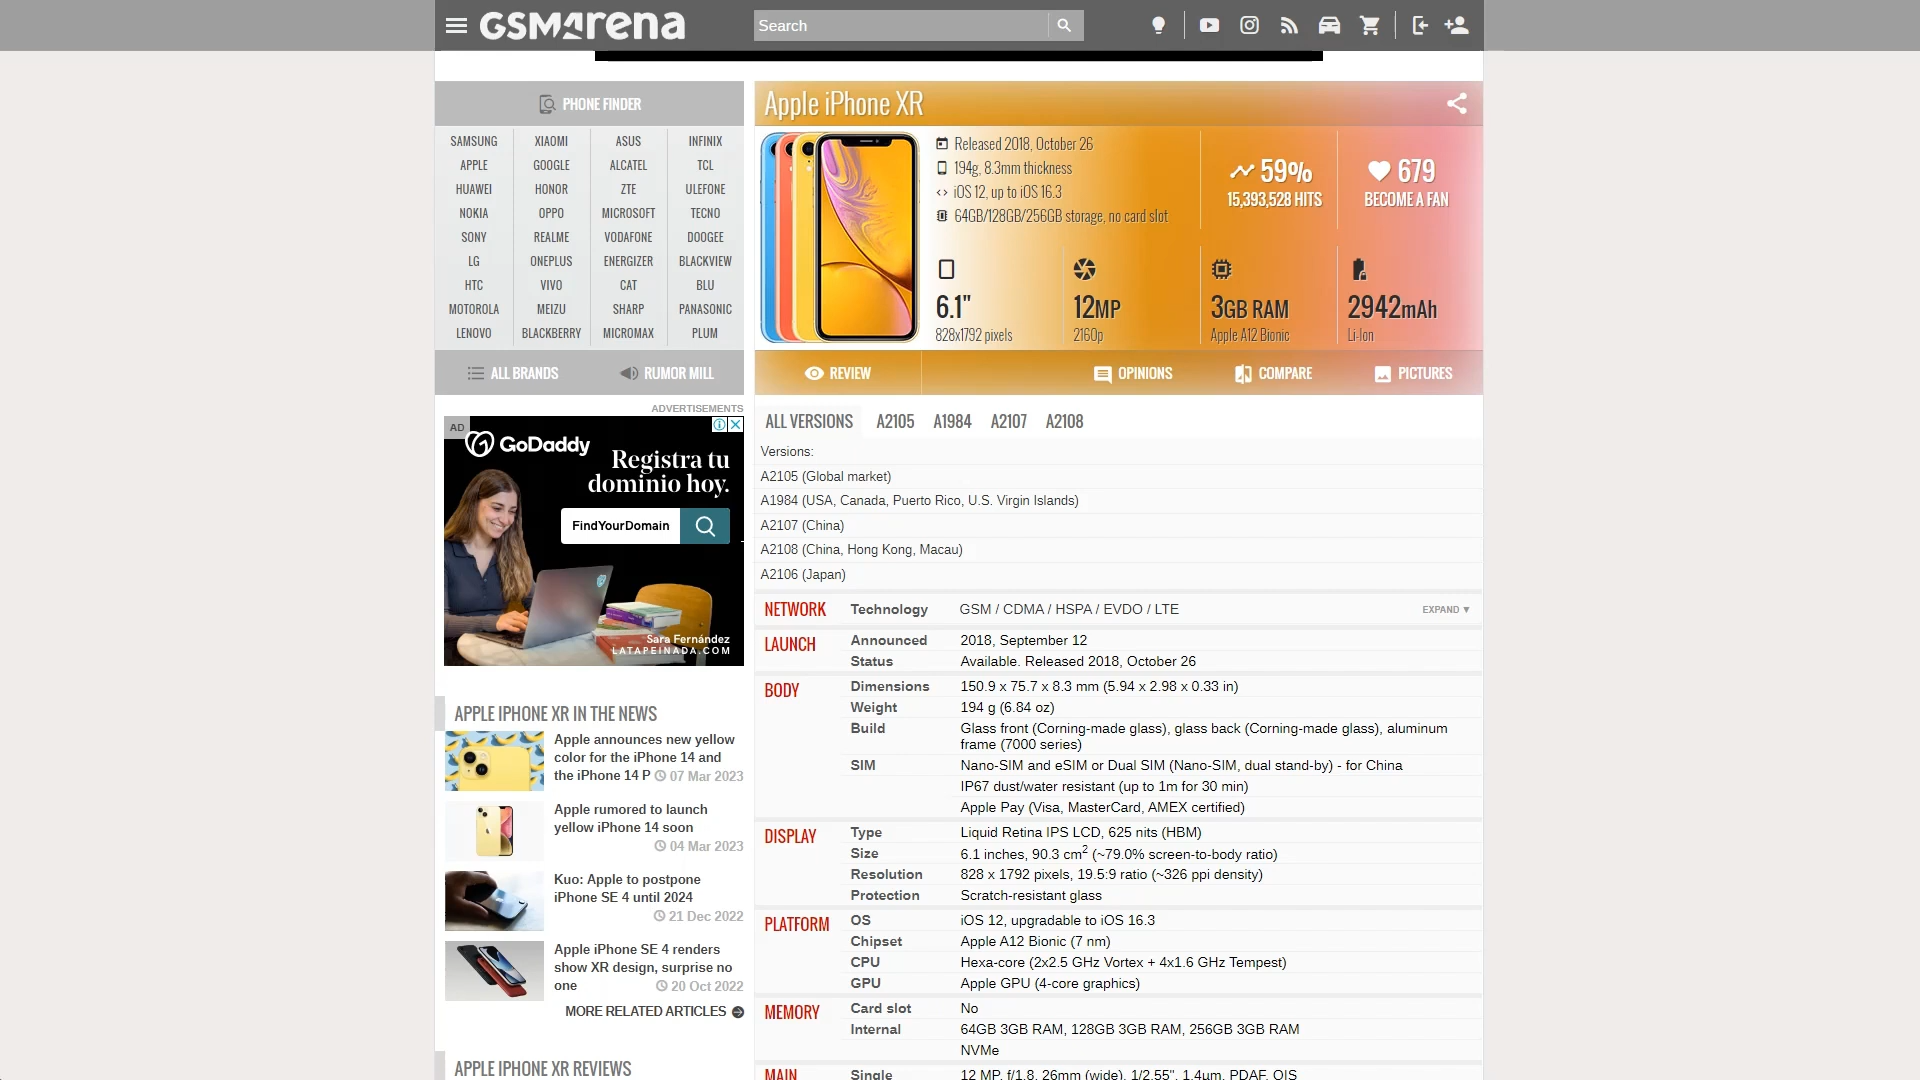 GSMArena
Search
PHONE FINDER
SAMSUNG XIAOMI ASUS INFINIX
APPLE GOOGLE ALCATEL TCL
HUAWEI HONOR ZTE ULEFONE
NOKIA OPPO MICROSOFT TECNO
SONY REALME VODAFONE DOOGEE
LG ONEPLUS ENERGIZER BLACKVIEW
HTC VIVO CAT BLU
MOTOROLA MEIZU SHARP PANASONIC
LENOVO BLACKBERRY MICROMAX PLUM
ALL BRANDS RUMOR MILL
ADVERTISEMENTS
AD
GoDaddy
Registra tu
dominio hoy.
FindYourDomain
Sara Fernández
LATAPEINADA.COM
APPLE IPHONE XR IN THE NEWS
Apple announces new yellow
color for the iPhone 14 and
the iPhone 14 P 07 Mar 2023
Apple rumored to launch
yellow iPhone 14 soon
04 Mar 2023
Kuo: Apple to postpone
iPhone SE 4 until 2024
21 Dec 2022
Apple iPhone SE 4 renders
show XR design, surprise no
one 20 Oct 2022
MORE RELATED ARTICLES
APPLE IPHONE XR REVIEWS
Apple iPhone XR
Released 2018, October 26
194g, 8.3mm thickness
iOS 12, up to iOS 16.3
64GB/128GB/256GB storage, no card slot
59%
15,393,528 HITS
679
BECOME A FAN
6.1"
828x1792 pixels
12MP
2160p
3GB RAM
Apple A12 Bionic
2942mAh
Li-Ion
REVIEW OPINIONS COMPARE PICTURES
ALL VERSIONS A2105 A1984 A2107 A2108
Versions:
A2105 (Global market)
A1984 (USA, Canada, Puerto Rico, U.S. Virgin Islands)
A2107 (China)
A2108 (China, Hong Kong, Macau)
A2106 (Japan)
NETWORK Technology GSM / CDMA / HSPA / EVDO / LTE EXPAND ▼
LAUNCH Announced 2018, September 12
Status Available. Released 2018, October 26
BODY Dimensions 150.9 x 75.7 x 8.3 mm (5.94 x 2.98 x 0.33 in)
Weight 194 g (6.84 oz)
Build Glass front (Corning-made glass), glass back (Corning-made glass), aluminum
frame (7000 series)
SIM Nano-SIM and eSIM or Dual SIM (Nano-SIM, dual stand-by) - for China
IP67 dust/water resistant (up to 1m for 30 min)
Apple Pay (Visa, MasterCard, AMEX certified)
DISPLAY Type Liquid Retina IPS LCD, 625 nits (HBM)
Size 6.1 inches, 90.3 cm² (~79.0% screen-to-body ratio)
Resolution 828 x 1792 pixels, 19.5:9 ratio (~326 ppi density)
Protection Scratch-resistant glass
PLATFORM OS iOS 12, upgradable to iOS 16.3
Chipset Apple A12 Bionic (7 nm)
CPU Hexa-core (2x2.5 GHz Vortex + 4x1.6 GHz Tempest)
GPU Apple GPU (4-core graphics)
MEMORY Card slot No
Internal 64GB 3GB RAM, 128GB 3GB RAM, 256GB 3GB RAM
NVMe
MAIN Single 12 MP, f/1.8, 26mm (wide), 1/2.55", 1.4µm, PDAF, OIS